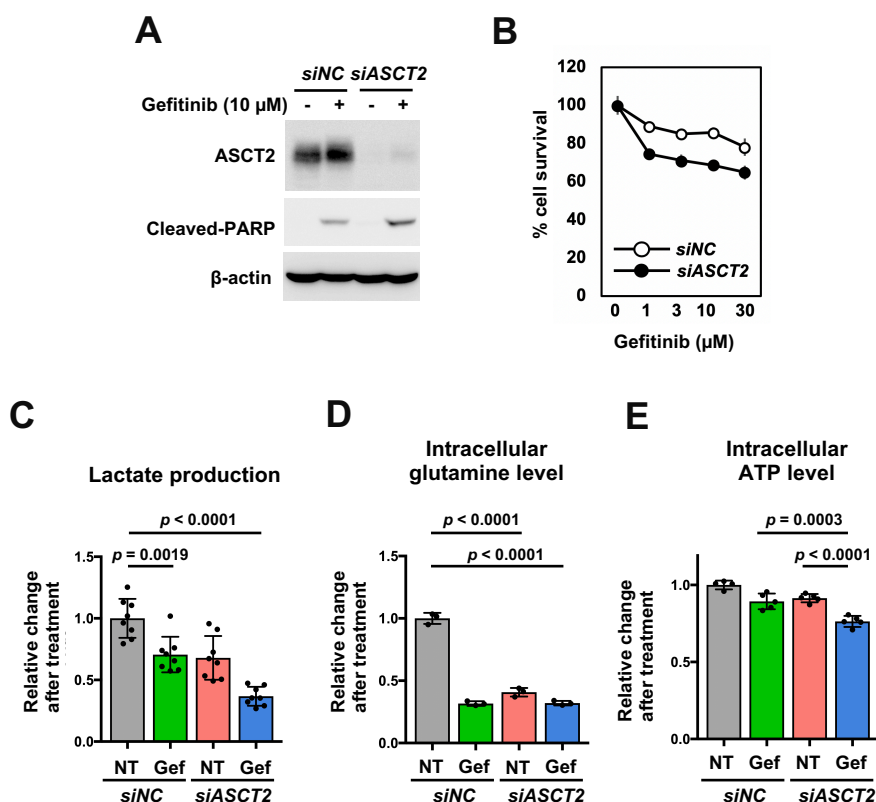 A
siNC siASCT2
Gefitinib (10 µM) - + - +
ASCT2
Cleaved-PARP
β-actin
B
120
100
80
60
40
20
0
% cell survival
siNC
siASCT2
0 1 3 10 30
Gefitinib (µM)
C
Lactate production
p < 0.0001
p = 0.0019
1.5
1.0
0.5
0.0
Relative change
after treatment
NT Gef NT Gef
siNC siASCT2
D
Intracellular
glutamine level
p < 0.0001
p < 0.0001
1.5
1.0
0.5
0.0
Relative change
after treatment
NT Gef NT Gef
siNC siASCT2
E
Intracellular
ATP level
p = 0.0003
p < 0.0001
1.0
0.5
0.0
Relative change
after treatment
NT Gef NT Gef
siNC siASCT2